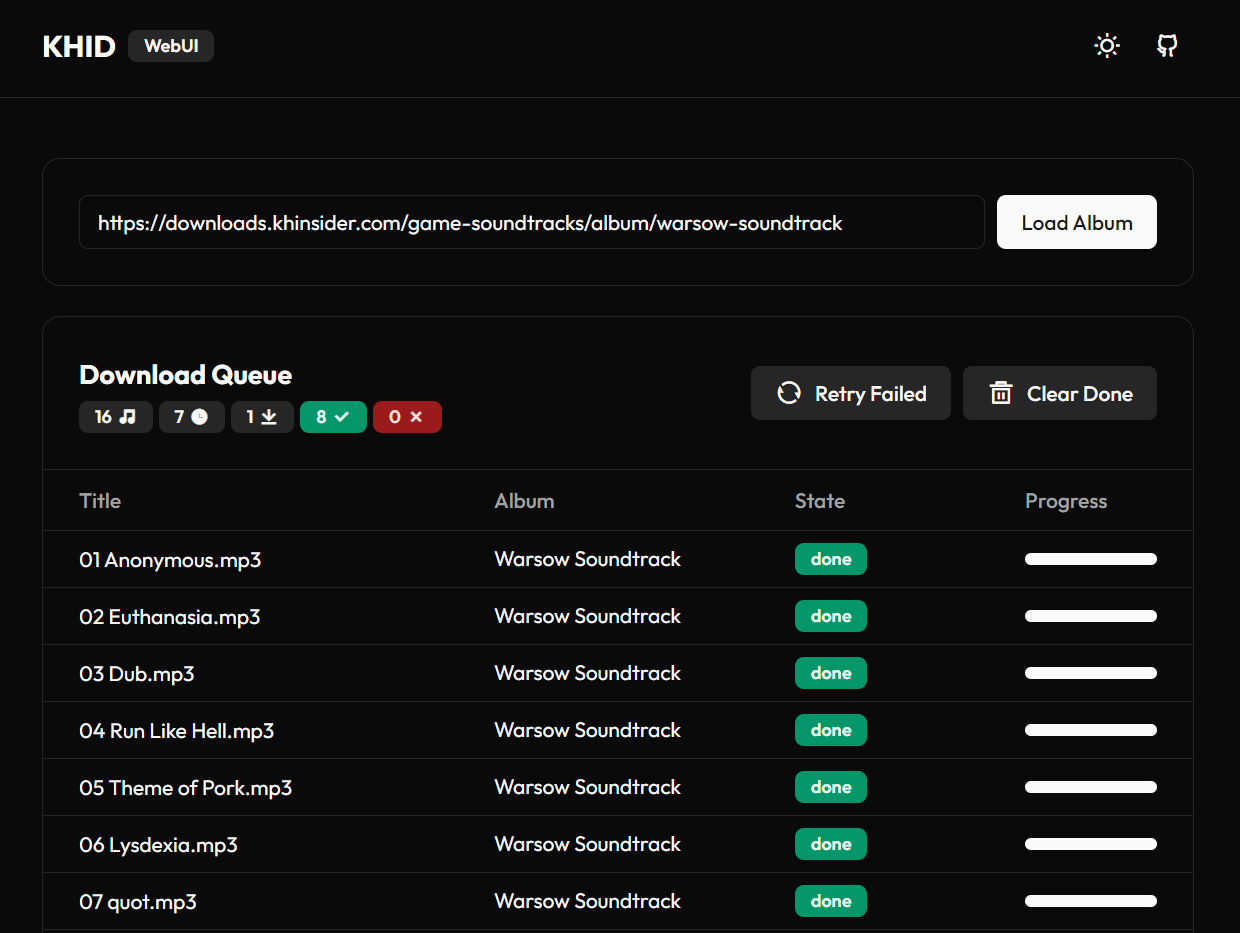 KHID WebUI
https://downloads.khinsider.com/game-soundtracks/album/warsow-soundtrack Load Album
Download Queue
16 7 1 8 0
Retry Failed Clear Done
Title Album State Progress
01 Anonymous.mp3 Warsow Soundtrack done
02 Euthanasia.mp3 Warsow Soundtrack done
03 Dub.mp3 Warsow Soundtrack done
04 Run Like Hell.mp3 Warsow Soundtrack done
05 Theme of Pork.mp3 Warsow Soundtrack done
06 Lysdexia.mp3 Warsow Soundtrack done
07 quot.mp3 Warsow Soundtrack done